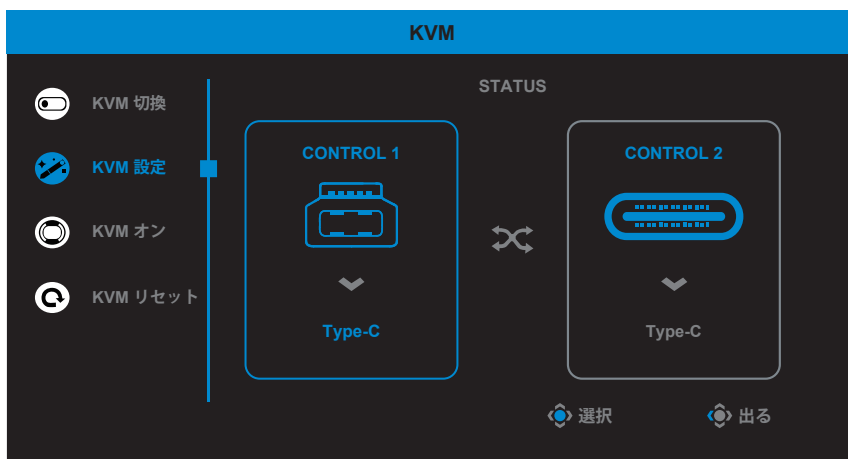 KVM
KVM 切換
KVM 設定
KVM オン
KVM リセット
STATUS
CONTROL 1
Type-C
CONTROL 2
Type-C
選択
出る